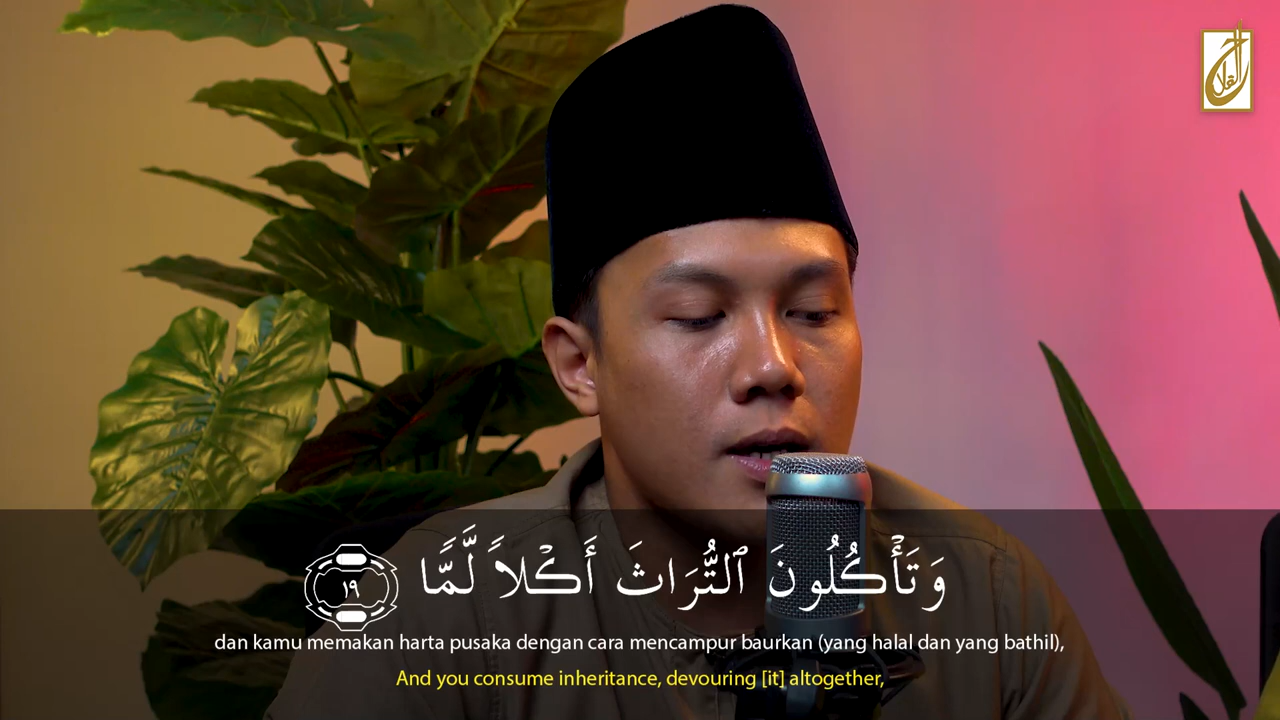 وَتَأْكُلُونَ ٱلتُّرَاثَ أَكْلًا لَّمًّا ١٩
dan kamu memakan harta pusaka dengan cara mencampur baurkan (yang halal dan yang bathil),
And you consume inheritance, devouring [it] altogether,